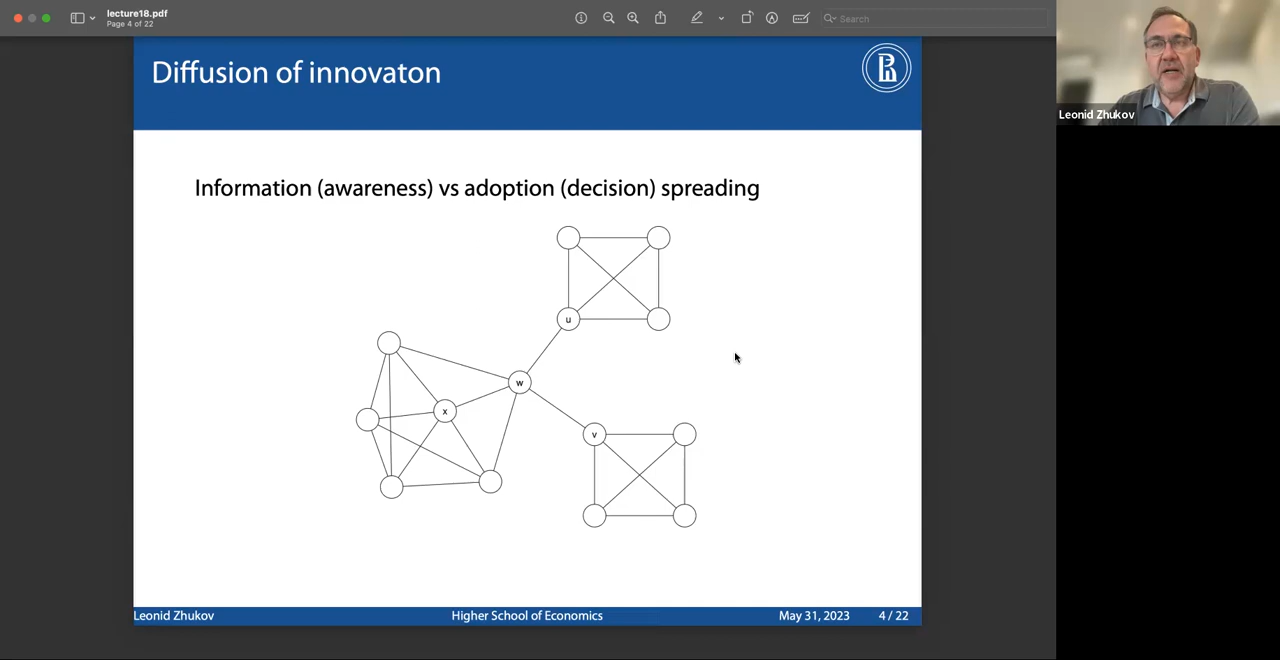 lecture18.pdf
Page 4 of 22
Search
Diffusion of innovaton
Leonid Zhukov
Information (awareness) vs adoption (decision) spreading
u
w
x
v
Leonid Zhukov Higher School of Economics May 31, 2023 4 / 22